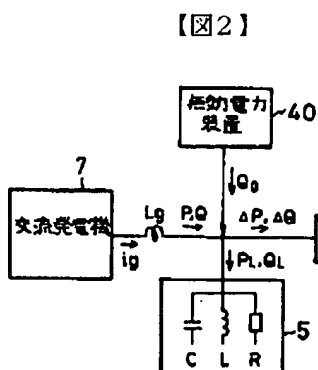 【図2】
無効電力
装置
40
Q₀
7
交流発電機
Lg
P,Q
ΔP,ΔQ
ig
PL,QL
5
C L R